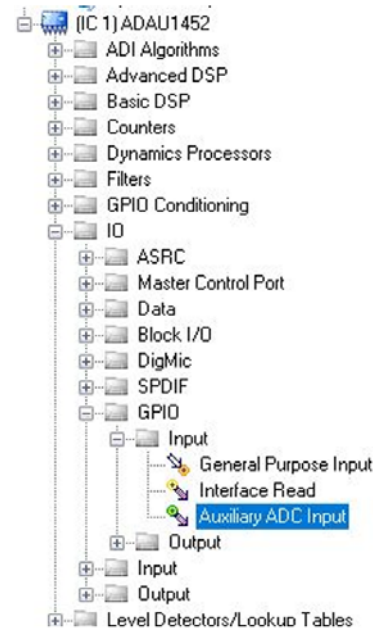 (IC 1) ADAU1452
ADI Algorithms
Advanced DSP
Basic DSP
Counters
Dynamics Processors
Filters
GPIO Conditioning
IO
ASRC
Master Control Port
Data
Block I/O
DigMic
SPDIF
GPIO
Input
General Purpose Input
Interface Read
Auxiliary ADC Input
Output
Input
Output
Level Detectors/Lookup Tables